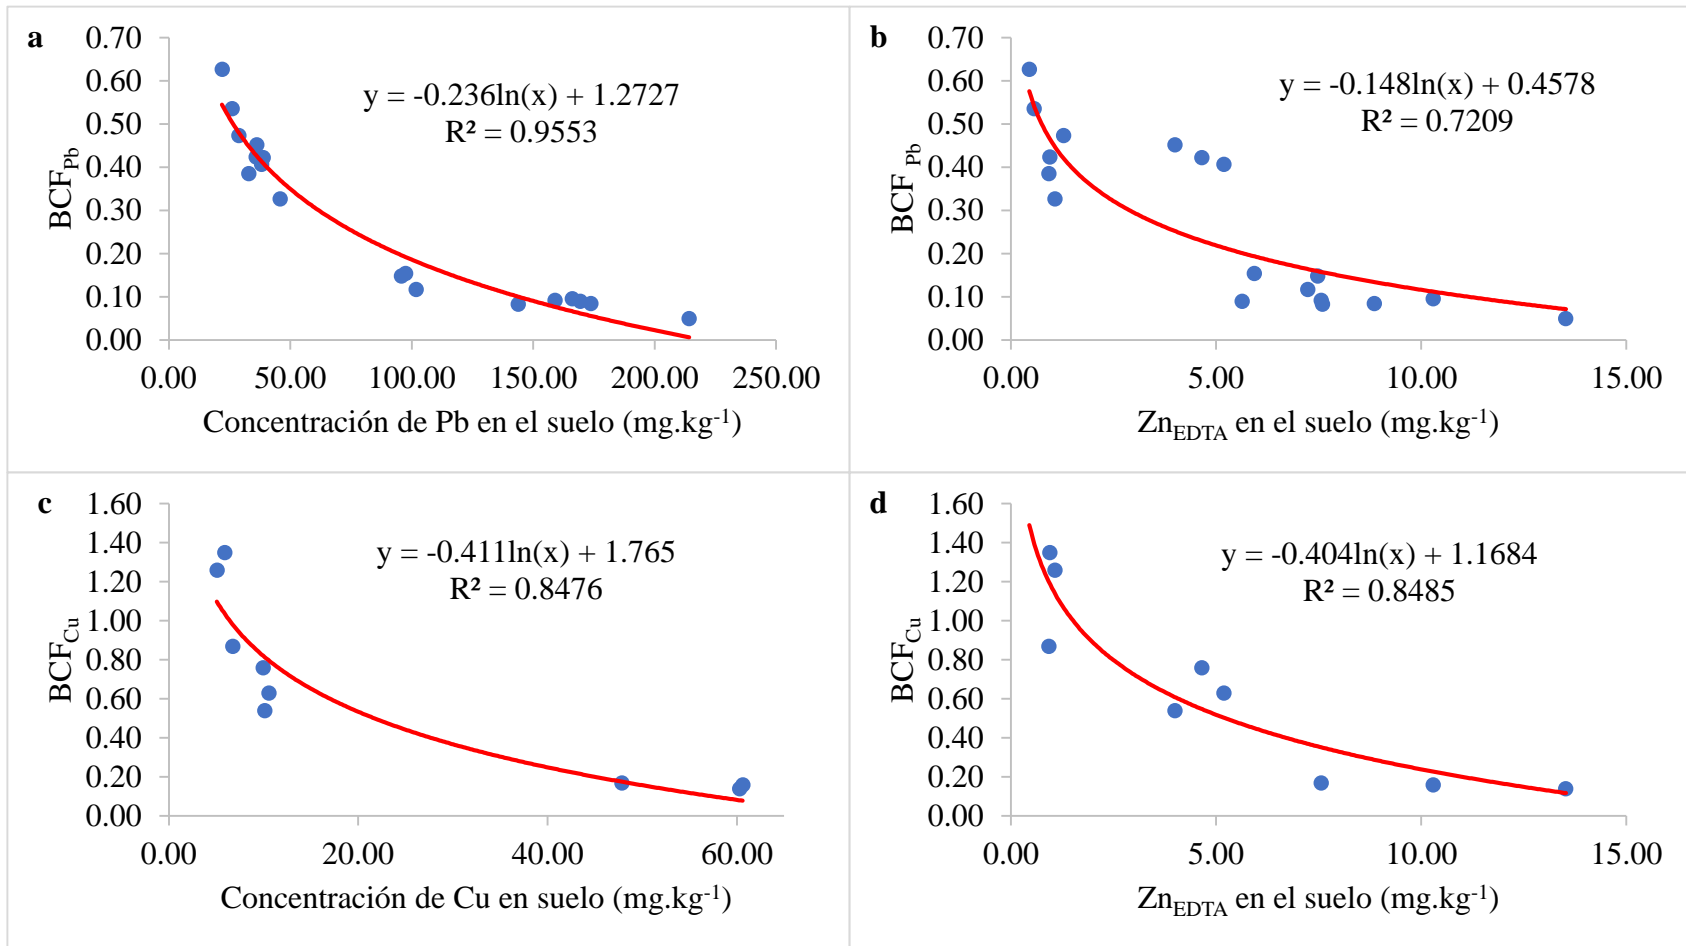 a
0.70
0.60
0.50
0.40
0.30
0.20
0.10
0.00
BCF_Pb
y = -0.236ln(x) + 1.2727
R² = 0.9553
0.00 50.00 100.00 150.00 200.00 250.00
Concentración de Pb en el suelo (mg.kg⁻¹)
b
0.70
0.60
0.50
0.40
0.30
0.20
0.10
0.00
BCF_Pb
y = -0.148ln(x) + 0.4578
R² = 0.7209
0.00 5.00 10.00 15.00
Zn_EDTA en el suelo (mg.kg⁻¹)
c
1.60
1.40
1.20
1.00
0.80
0.60
0.40
0.20
0.00
BCF_Cu
y = -0.411ln(x) + 1.765
R² = 0.8476
0.00 20.00 40.00 60.00
Concentración de Cu en suelo (mg.kg⁻¹)
d
1.60
1.40
1.20
1.00
0.80
0.60
0.40
0.20
0.00
BCF_Cu
y = -0.404ln(x) + 1.1684
R² = 0.8485
0.00 5.00 10.00 15.00
Zn_EDTA en el suelo (mg.kg⁻¹)